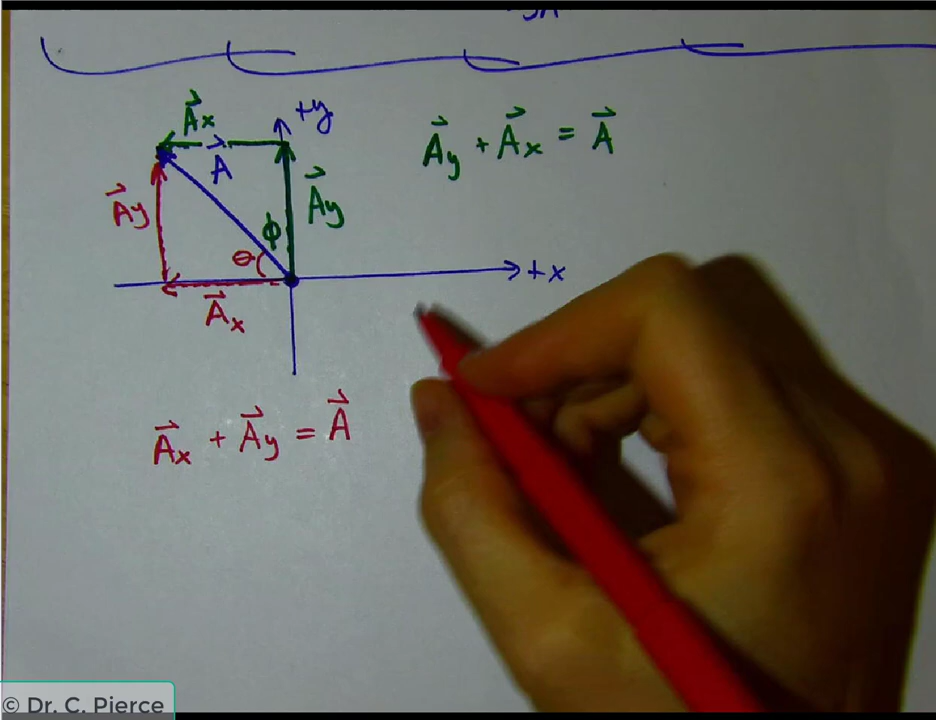 +y
A⃗x
A⃗y + A⃗x = A⃗
A⃗
A⃗y
A⃗y
ϕ
θ
+x
A⃗x
A⃗x + A⃗y = A⃗
© Dr. C. Pierce